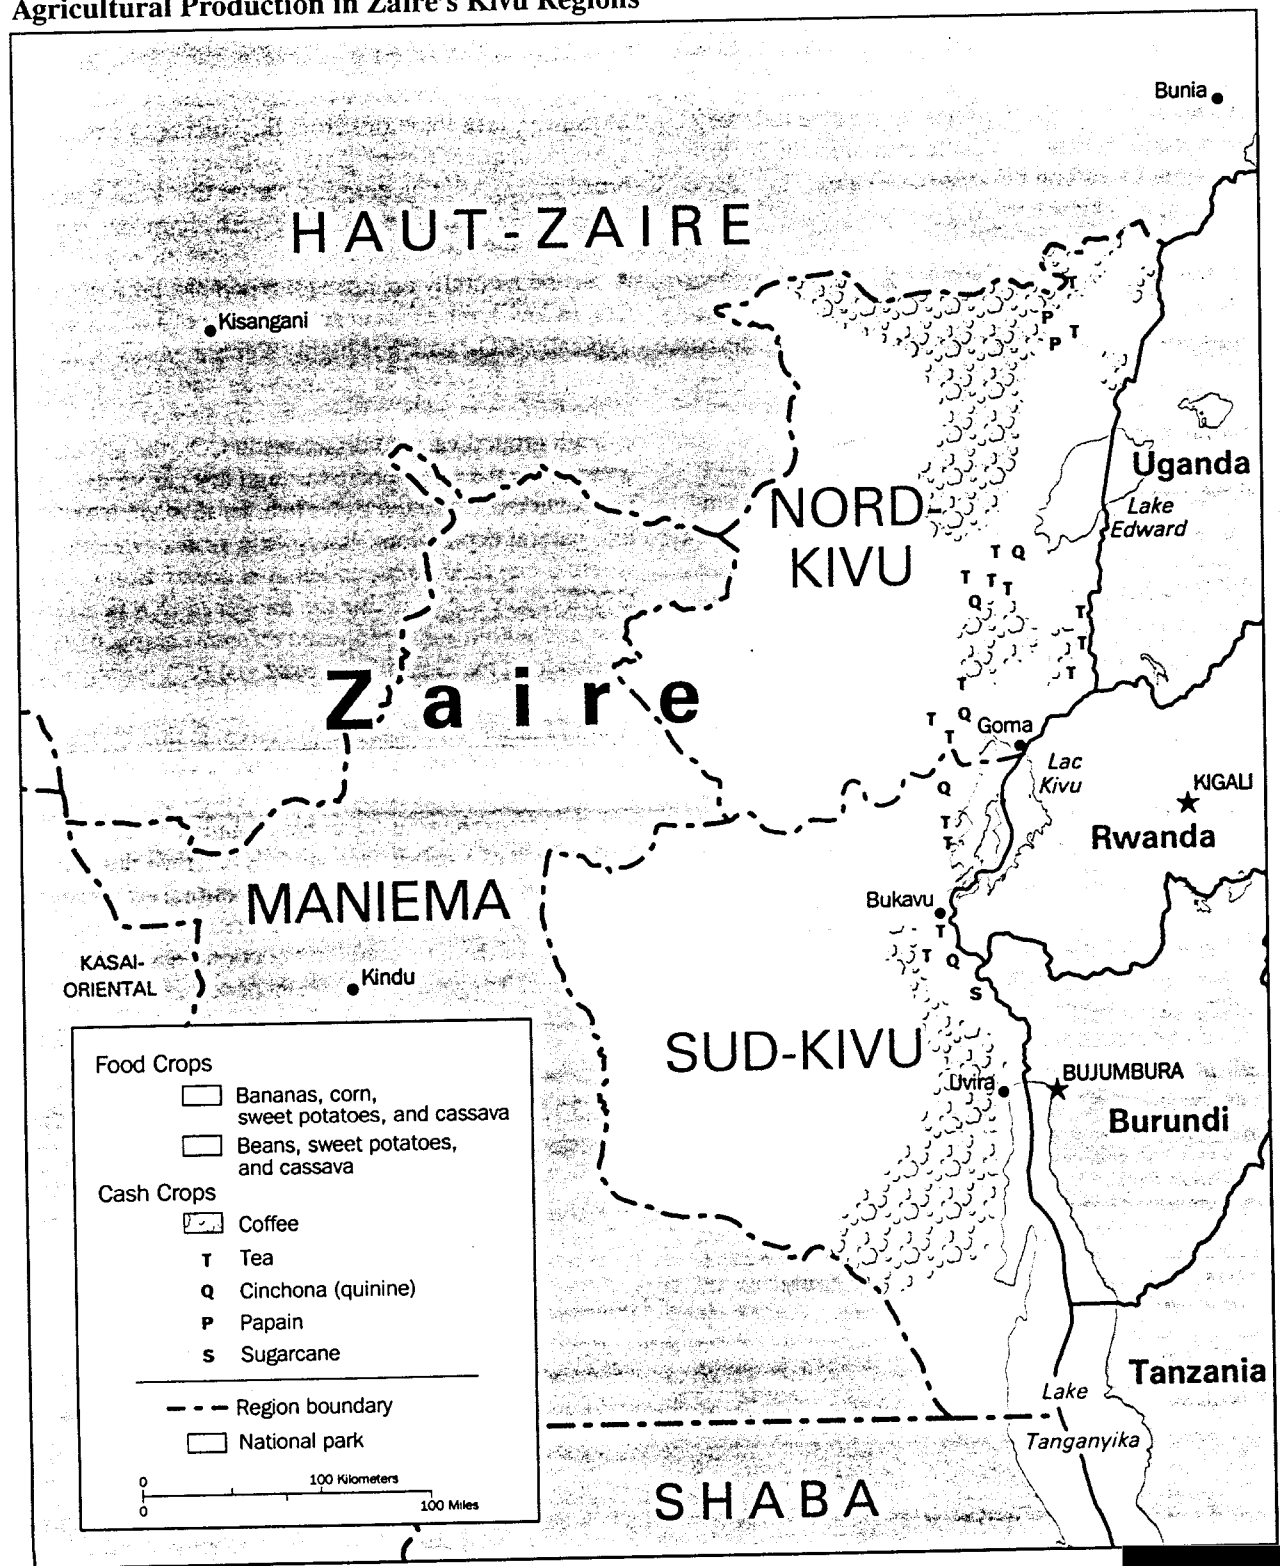 Agricultural Production in Zaire's Kivu Regions
Bunia
HAUT-ZAIRE
Kisangani
T
P
T
P
Uganda
Lake
Edward
NORD-
KIVU
T Q
T T
T
Q
T
T
T
Zaire
T
T
Q
Goma
T
Lac
Kivu
Q
KIGALI
T
Rwanda
T
MANIEMA
Bukavu
T
T
Q
KASAI-
ORIENTAL
Kindu
S
SUD-KIVU
Uvira
BUJUMBURA
Burundi
Food Crops
Bananas, corn,
sweet potatoes, and cassava
Beans, sweet potatoes,
and cassava
Cash Crops
Coffee
T Tea
Q Cinchona (quinine)
P Papain
S Sugarcane
Region boundary
National park
0 100 Kilometers
0 100 Miles
Tanzania
Lake
Tanganyika
SHABA